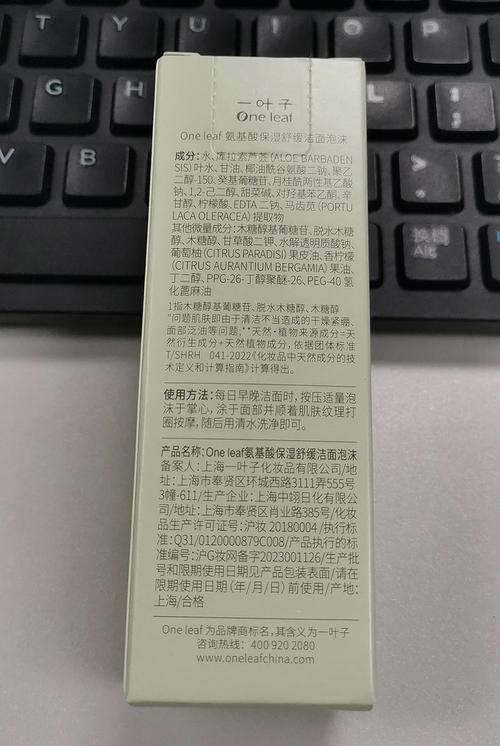 T
Y
U
O
P
G
H
K
L
V
B
换档
Alt
一叶子
One leaf
One leaf 氨基酸保湿舒缓洁面泡沫
成分:水、库拉索芦荟(ALOE BARBADEN
SIS)叶水、甘油、椰油酰谷氨酸二钠、聚乙
二醇-150、癸基葡糖苷、月桂酰两性基乙酸
钠、1,2-己二醇、甜菜碱、对羟基苯乙酮、辛
甘醇、柠檬酸、EDTA 二钠、马齿苋(PORTU
LACA OLERACEA)提取物
其他微量成分:木糖醇基葡糖苷、脱水木糖
醇、木糖醇、甘草酸二钾、水解透明质酸钠、
葡萄柚(CITRUS PARADISI)果皮油、香柠檬
(CITRUS AURANTIUM BERGAMIA)果油、
丁二醇、PPG-26-丁醇聚醚-26、PEG-40 氢
化蓖麻油
1指木糖醇基葡糖苷、脱水木糖醇、木糖醇
*问题肌肤即由于清洁不当造成的干燥紧绷、
面部泛油等问题;**天然·植物来源成分=天
然衍生成分+天然植物成分,依据团体标准
T/SHRH 041-2022《化妆品中天然成分的技
术定义和计算指南》计算得出。
使用方法:每日早晚洁面时,按压适量泡
沫于掌心,涂于面部并顺着肌肤纹理打
圈按摩,随后用清水洗净即可。
产品名称:One leaf氨基酸保湿舒缓洁面泡沫
备案人:上海一叶子化妆品有限公司/地
址:上海市奉贤区环城西路3111弄555号
3幢-611/生产企业:上海中翊日化有限公
司/地址:上海市奉贤区肖业路385号/化妆
品生产许可证号:沪妆 20180004 /执行标
准:Q31/0120000879C008/产品执行的标
准编号:沪G妆网备字2023001126/生产批
号和限期使用日期见产品包装表面/请在
限期使用日期(年/月/日)前使用/产地:
上海/合格
One leaf 为品牌商标名,其含义为一叶子
咨询热线:400 920 2080
www.oneleafchina.com